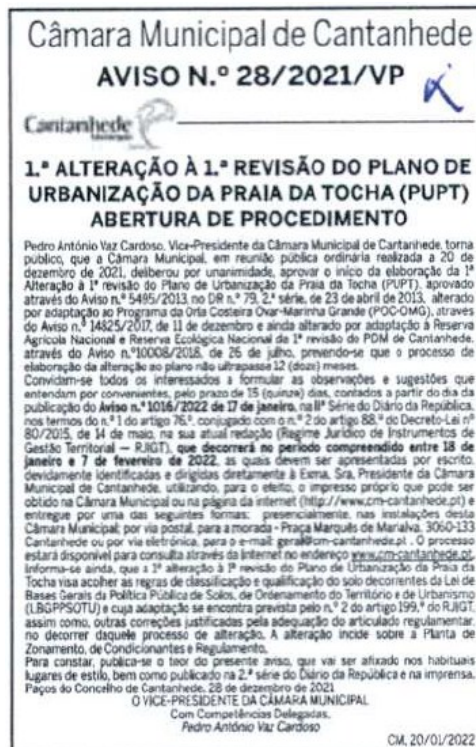 Câmara Municipal de Cantanhede
AVISO N.º 28/2021/VP
Cantanhede
1.ª ALTERAÇÃO À 1.ª REVISÃO DO PLANO DE
URBANIZAÇÃO DA PRAIA DA TOCHA (PUPT)
ABERTURA DE PROCEDIMENTO
Pedro António Vaz Cardoso, Vice-Presidente da Câmara Municipal de Cantanhede, torna
público, que a Câmara Municipal, em reunião pública ordinária realizada a 20 de
dezembro de 2021, deliberou por unanimidade, aprovar o início da elaboração da 1ª
Alteração à 1ª revisão do Plano de Urbanização da Praia da Tocha (PUPT), aprovado
através do Aviso n.º 5495/2013, no DR nº 79, 2.ª série, de 23 de abril de 2013, alterado
por adaptação ao Programa da Orla Costeira Ovar-Marinha Grande (POC-OMG), através
do Aviso n.º 14825/2017, de 11 de dezembro e ainda alterado por adaptação à Reserva
Agrícola Nacional e Reserva Ecológica Nacional da 1ª revisão do PDM de Cantanhede,
através do Aviso n.º10008/2018, de 26 de julho, prevendo-se que o processo de
elaboração da alteração ao plano não ultrapasse 12 (doze) meses.
Convidam-se todos os interessados a formular as observações e sugestões que
entendam por convenientes, pelo prazo de 15 (quinze) dias, contados a partir do dia da
publicação do Aviso n.º 1016/2022 de 17 de janeiro, na IIª Série do Diário da República,
nos termos do n.º 1 do artigo 76.º, conjugado com o n.º 2 do artigo 88.º do Decreto-Lei nº
80/2015, de 14 de maio, na sua atual redação (Regime Jurídico de Instrumentos de
Gestão Territorial – RJIGT), que decorrerá no período compreendido entre 18 de
janeiro e 7 de fevereiro de 2022, as quais devem ser apresentadas por escrito,
devidamente identificadas e dirigidas diretamente à Exma. Sra. Presidente da Câmara
Municipal de Cantanhede, utilizando, para o efeito, o impresso próprio que pode ser
obtido na Câmara Municipal ou na página da internet (http://www.cm-cantanhede.pt) e
entregue por uma das seguintes formas: presencialmente, nas instalações desta
Câmara Municipal; por via postal, para a morada - Praça Marquês de Marialva, 3060-133
Cantanhede ou por via eletrónica, para o e-mail: geral@cm-cantanhede.pt . O processo
estará disponível para consulta através da internet no endereço www.cm-cantanhede.pt.
Informa-se ainda, que a 1ª alteração à 1ª revisão do Plano de Urbanização da Praia da
Tocha visa acolher as regras de classificação e qualificação do solo decorrentes da Lei de
Bases Gerais da Política Pública de Solos, de Ordenamento do Território e de Urbanismo
(LBGPPSOTU) e cuja adaptação se encontra prevista pelo n.º 2 do artigo 199.º do RJIGT,
assim como, outras correções justificadas pela adequação do articulado regulamentar,
no decorrer daquele processo de alteração. A alteração incide sobre a Planta de
Zonamento, de Condicionantes e Regulamento.
Para constar, publica-se o teor do presente aviso, que vai ser afixado nos habituais
lugares de estilo, bem como publicado na 2.ª série do Diário da República e na imprensa.
Paços do Concelho de Cantanhede, 28 de dezembro de 2021
O VICE-PRESIDENTE DA CÂMARA MUNICIPAL
Com Competências Delegadas,
Pedro António Vaz Cardoso
CM, 20/01/2022